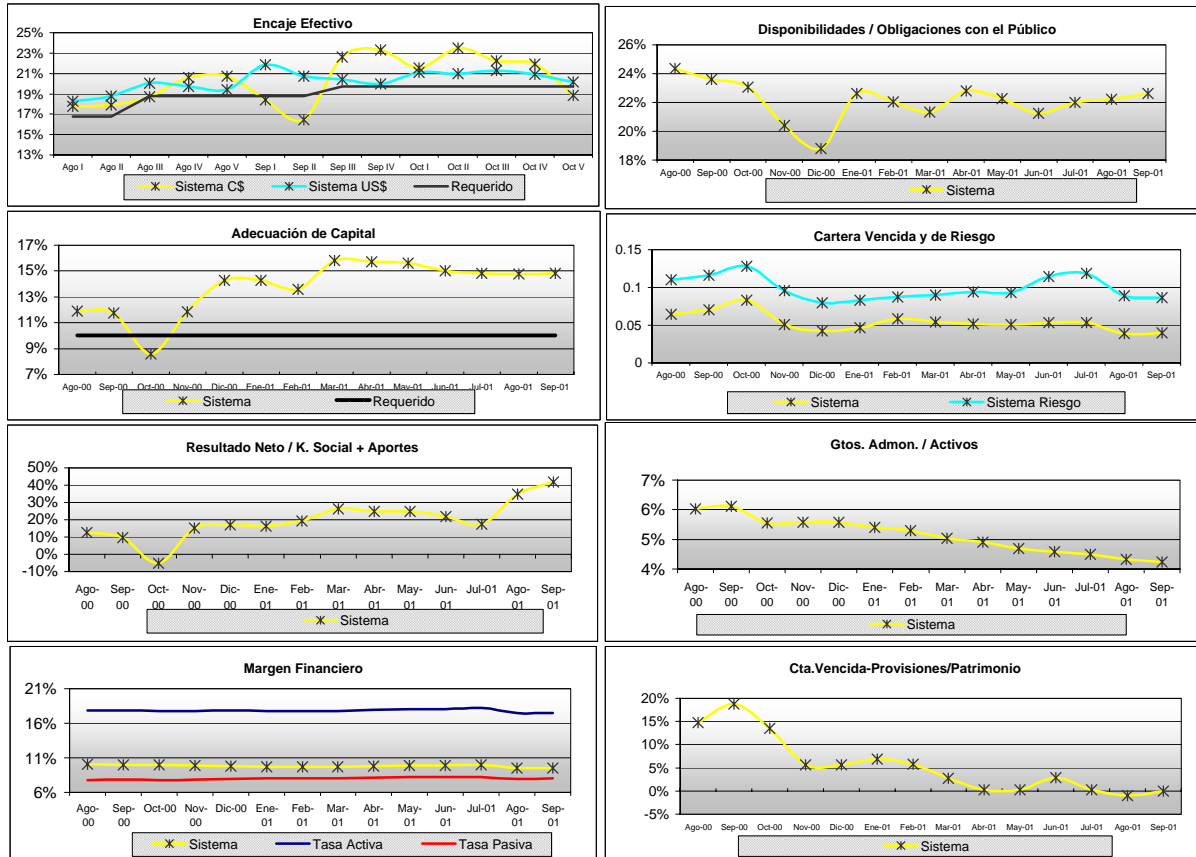 Encaje Efectivo
25%
23%
21%
19%
17%
15%
13%
Ago I Ago II Ago III Ago IV Ago V Sep I Sep II Sep III Sep IV Oct I Oct II Oct III Oct IV Oct V
Sistema C$ Sistema US$ Requerido
Disponibilidades / Obligaciones con el Público
26%
24%
22%
20%
18%
Ago-00 Sep-00 Oct-00 Nov-00 Dic-00 Ene-01 Feb-01 Mar-01 Abr-01 May-01 Jun-01 Jul-01 Ago-01 Sep-01
Sistema
Adecuación de Capital
17%
15%
13%
11%
9%
7%
Ago-00 Sep-00 Oct-00 Nov-00 Dic-00 Ene-01 Feb-01 Mar-01 Abr-01 May-01 Jun-01 Jul-01 Ago-01 Sep-01
Sistema Requerido
Cartera Vencida y de Riesgo
0.15
0.1
0.05
0
Ago-00 Sep-00 Oct-00 Nov-00 Dic-00 Ene-01 Feb-01 Mar-01 Abr-01 May-01 Jun-01 Jul-01 Ago-01 Sep-01
Sistema Sistema Riesgo
Resultado Neto / K. Social + Aportes
50%
40%
30%
20%
10%
0%
-10%
Ago- Sep- Oct- Nov- Dic-00 Ene- Feb- Mar- Abr- May- Jun- Jul-01 Ago- Sep-
00 00 00 00 01 01 01 01 01 01 01 01
Sistema
Gtos. Admon. / Activos
7%
6%
5%
4%
Ago- Sep- Oct-00 Nov- Dic-00 Ene- Feb- Mar- Abr-01 May- Jun-01 Jul-01 Ago- Sep-
00 00 00 01 01 01 01 01 01
Sistema
Margen Financiero
21%
16%
11%
6%
Ago- Sep- Oct-00 Nov- Dic-00 Ene- Feb- Mar- Abr- May- Jun- Jul-01 Ago- Sep-
00 00 00 01 01 01 01 01 01 01 01
Sistema Tasa Activa Tasa Pasiva
Cta.Vencida-Provisiones/Patrimonio
20%
15%
10%
5%
0%
-5%
Ago-00 Sep-00 Oct-00 Nov-00 Dic-00 Ene-01 Feb-01 Mar-01 Abr-01 May-01 Jun-01 Jul-01 Ago-01 Sep-01
Sistema